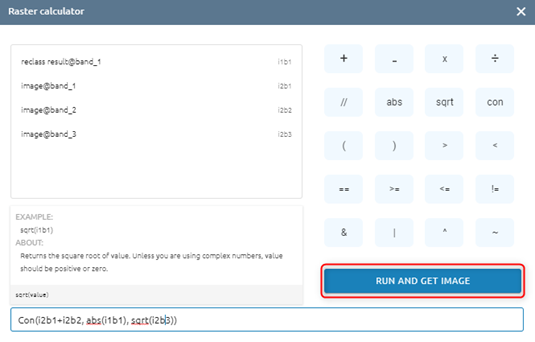 Raster calculator
reclass result@band_1 i1b1
image@band_1 i2b1
image@band_2 i2b2
image@band_3 i2b3
+ - x ÷
// abs sqrt con
( ) > <
== >= <= !=
& | ^ ~
EXAMPLE:
sqrt(i1b1)
ABOUT:
Returns the square root of value. Unless you are using complex numbers, value
should be positive or zero.
sqrt(value)
RUN AND GET IMAGE
Con(i2b1+i2b2, abs(i1b1), sqrt(i2b3))